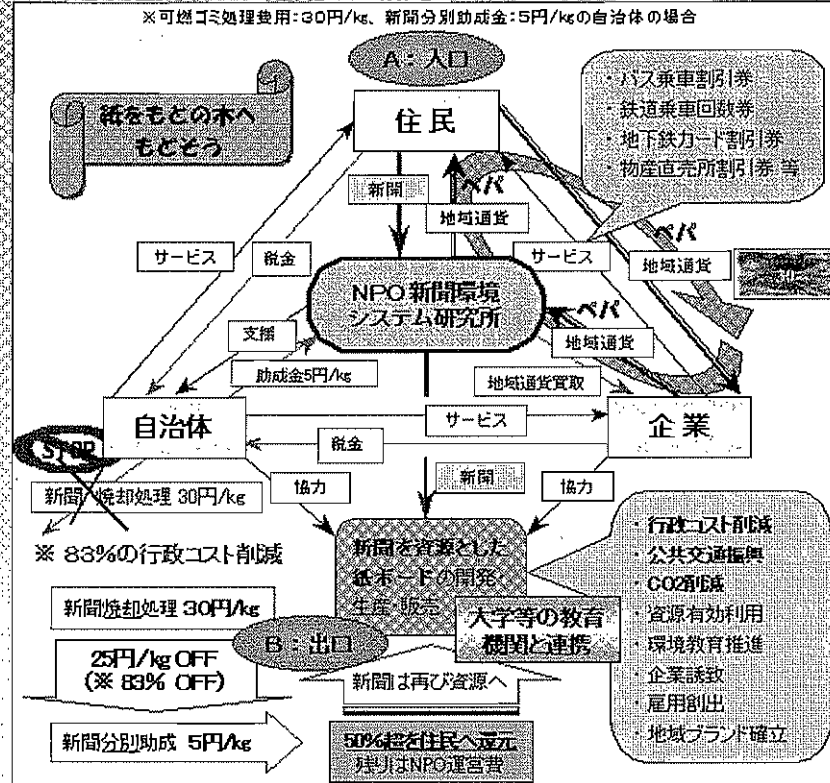 ※可燃ゴミ処理費用：30円/kg、新聞分別助成金：5円/kgの自治体の場合
A：人口
紙をもとの木へ
もどそう
住民
・バス乗車割引券
・鉄道乗車回数券
・地下鉄カード割引券
・物産直売所割引券 等
新聞
ペパ
地域通貨
サービス
税金
サービス
ペパ
地域通貨
NPO新聞環境
システム研究所
ペパ
地域通貨
支援
助成金5円/kg
地域通貨買取
自治体
サービス
税金
企業
STOP
新聞焼却処理 30円/kg
協力
新聞
協力
※ 83%の行政コスト削減
新聞を資源とした
紙ボードの開発・
生産・販売
大学等の教育
機関と連携
・行政コスト削減
・公共交通振興
・CO2削減
・資源有効利用
・環境教育推進
・企業誘致
・雇用創出
・地域ブランド確立
新聞焼却処理 30円/kg
B：出口
25円/kg OFF
(※ 83% OFF)
新聞は再び資源へ
新聞分別助成 5円/kg
50%超を住民へ還元
残りはNPO運営費